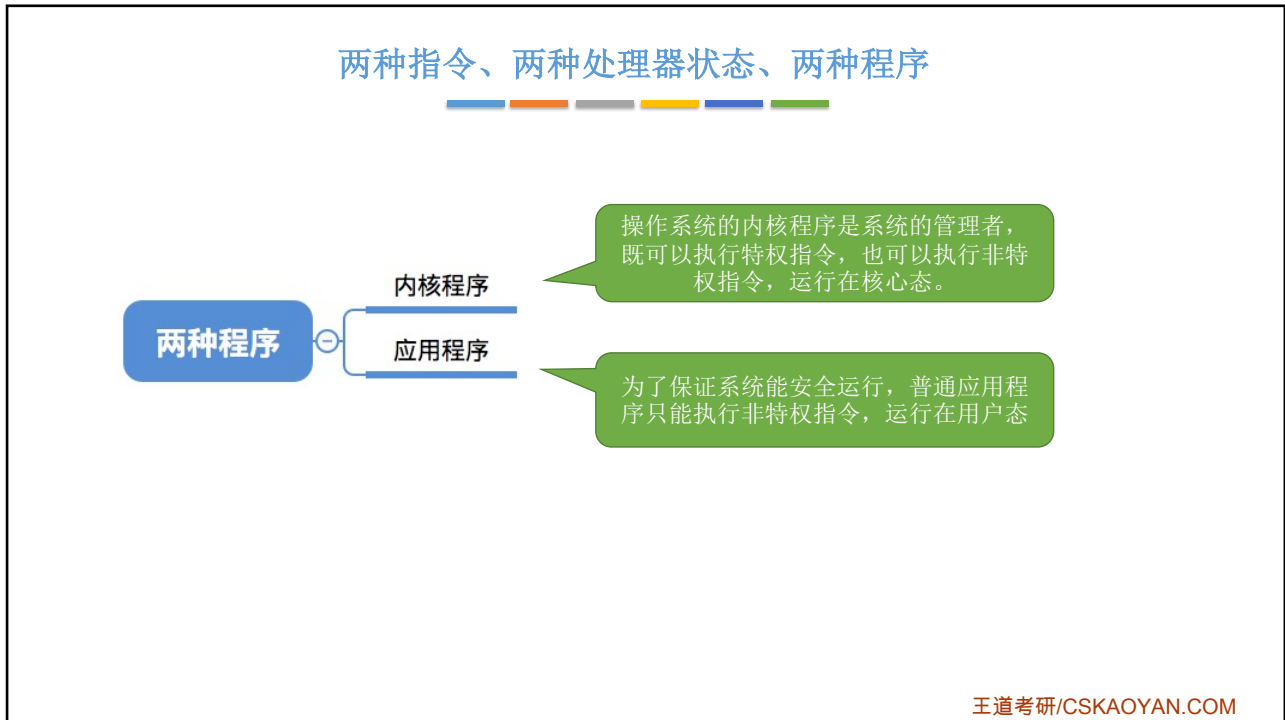 两种指令、两种处理器状态、两种程序
操作系统的内核程序是系统的管理者，
既可以执行特权指令，也可以执行非特
权指令，运行在核心态。
内核程序
两种程序
应用程序
为了保证系统能安全运行，普通应用程
序只能执行非特权指令，运行在用户态
王道考研/CSKAOYAN.COM